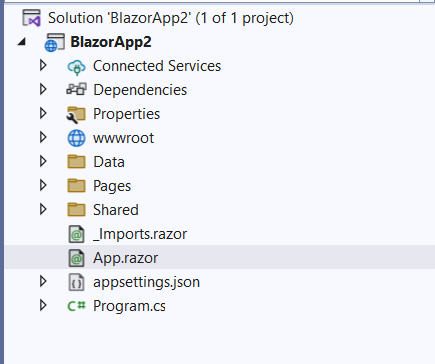 Solution 'BlazorApp2' (1 of 1 project)
BlazorApp2
Connected Services
Dependencies
Properties
wwwroot
Data
Pages
Shared
_Imports.razor
App.razor
appsettings.json
C# Program.cs